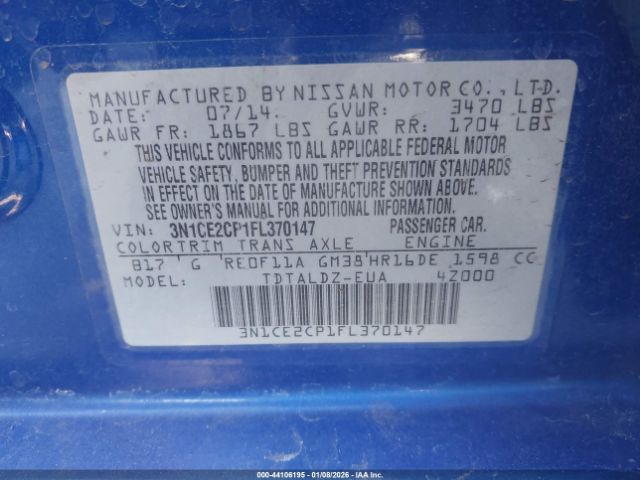 MANUFACTURED BY NISSAN MOTOR CO., LTD.
DATE: 07/14 GVWR: 3470 LBS
GAWR FR: 1867 LBS GAWR RR: 1704 LBS
THIS VEHICLE CONFORMS TO ALL APPLICABLE FEDERAL MOTOR
VEHICLE SAFETY, BUMPER AND THEFT PREVENTION STANDARDS
IN EFFECT ON THE DATE OF MANUFACTURE SHOWN ABOVE.
SEE OWNER'S MANUAL FOR ADDITIONAL INFORMATION
VIN: 3N1CE2CP1FL370147 PASSENGER CAR.
COLOR TRIM TRANS AXLE ENGINE
B17 G RE0F11A GM38 HR16DE 1598 CC
MODEL: TDTALDZ-EUA 4Z000
3N1CE2CP1FL370147
000-44106195 - 01/08/2026 - IAAI.COM